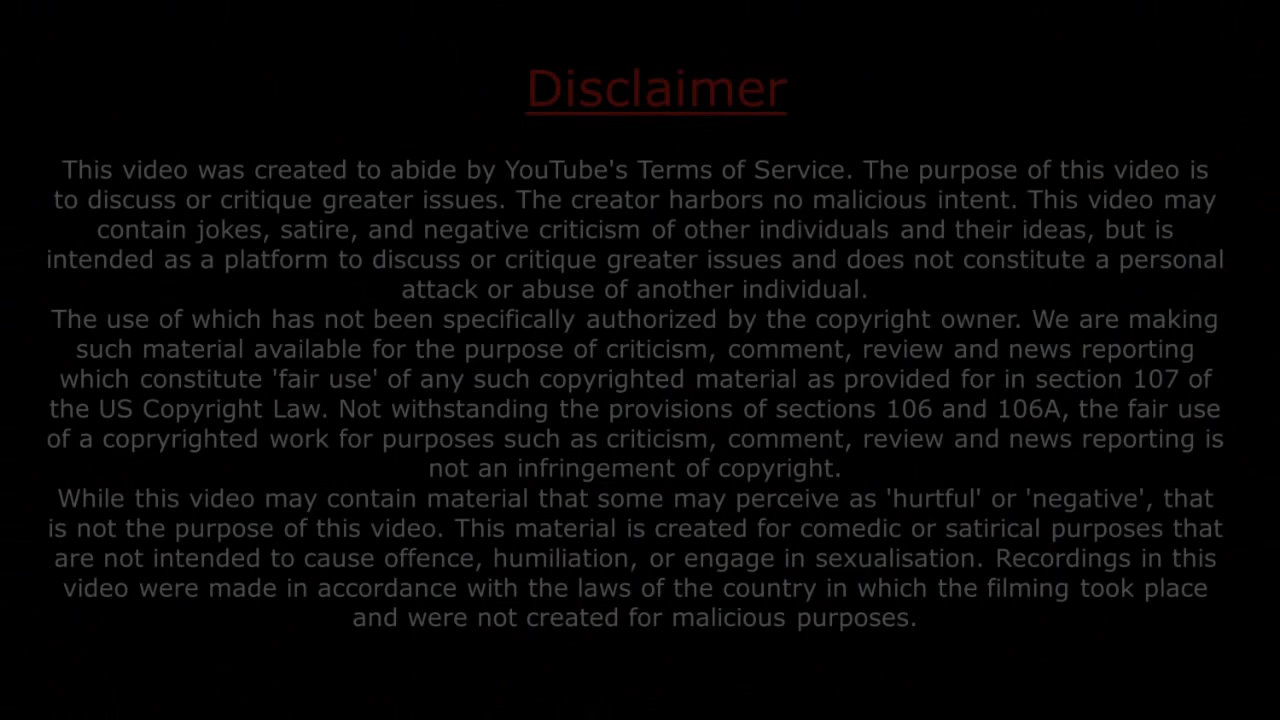 Disclaimer
This video was created to abide by YouTube's Terms of Service. The purpose of this video is
to discuss or critique greater issues. The creator harbors no malicious intent. This video may
contain jokes, satire, and negative criticism of other individuals and their ideas, but is
intended as a platform to discuss or critique greater issues and does not constitute a personal
attack or abuse of another individual.
The use of which has not been specifically authorized by the copyright owner. We are making
such material available for the purpose of criticism, comment, review and news reporting
which constitute 'fair use' of any such copyrighted material as provided for in section 107 of
the US Copyright Law. Not withstanding the provisions of sections 106 and 106A, the fair use
of a copryrighted work for purposes such as criticism, comment, review and news reporting is
not an infringement of copyright.
While this video may contain material that some may perceive as 'hurtful' or 'negative', that
is not the purpose of this video. This material is created for comedic or satirical purposes that
are not intended to cause offence, humiliation, or engage in sexualisation. Recordings in this
video were made in accordance with the laws of the country in which the filming took place
and were not created for malicious purposes.